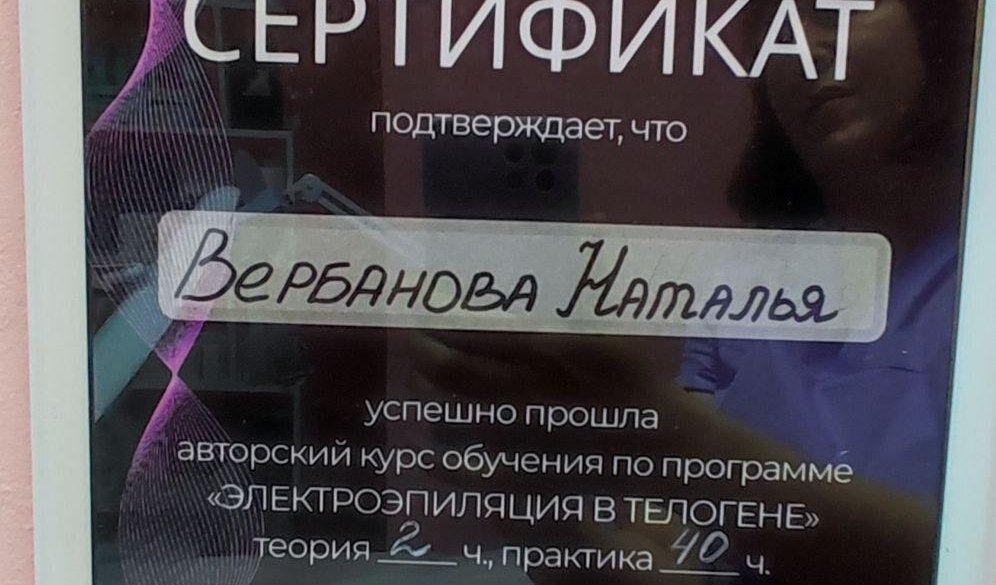 СЕРТИФИКАТ
подтверждает, что
Вербанова Наталья
успешно прошла
авторский курс обучения по программе
«ЭЛЕКТРОЭПИЛЯЦИЯ В ТЕЛОГЕНЕ»
теория 2 ч., практика 40 ч.